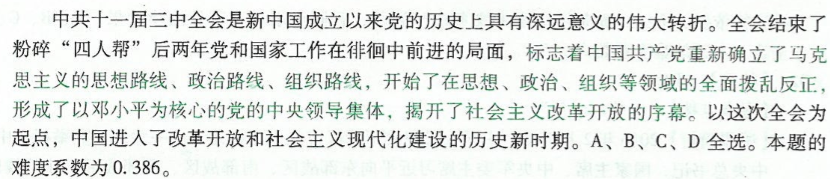 中共十一届三中全会是新中国成立以来党的历史上具有深远意义的伟大转折。全会结束了
粉碎“四人帮”后两年党和国家工作在徘徊中前进的局面，标志着中国共产党重新确立了马克
思主义的思想路线、政治路线、组织路线，开始了在思想、政治、组织等领域的全面拨乱反正，
形成了以邓小平为核心的党的中央领导集体，揭开了社会主义改革开放的序幕。以这次全会为
起点，中国进入了改革开放和社会主义现代化建设的历史新时期。A、B、C、D 全选。本题的
难度系数为 0.386。